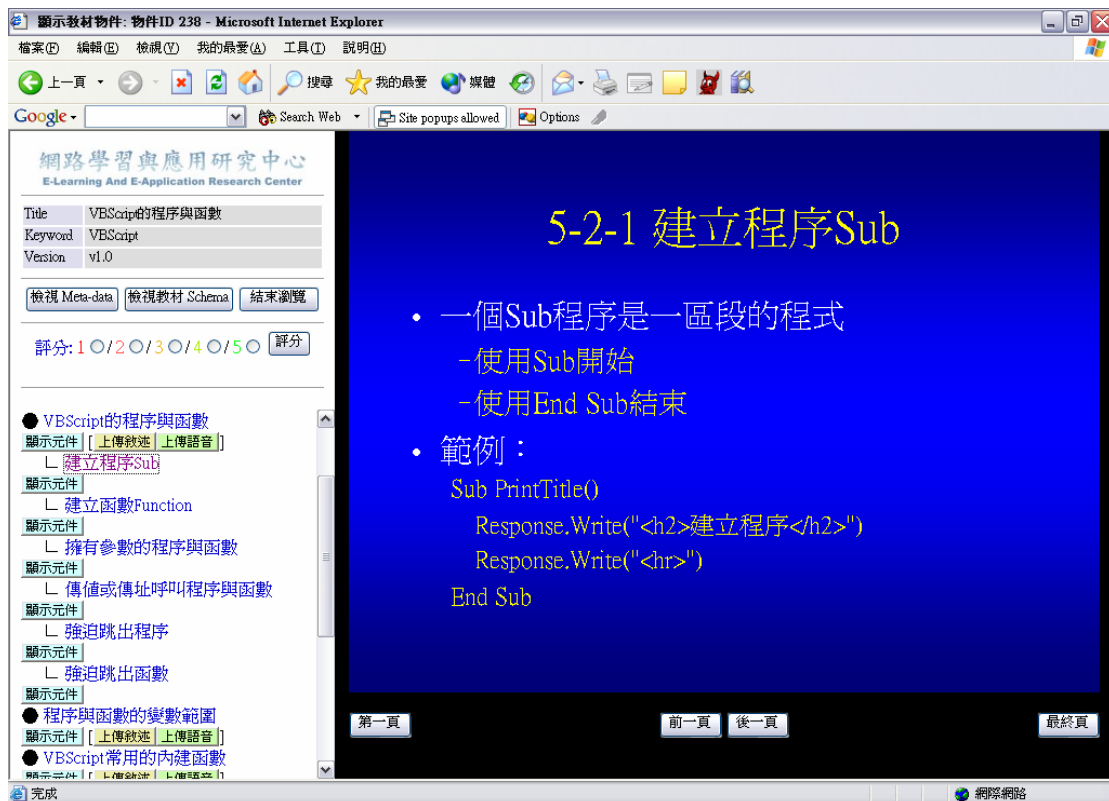 顯示教材物件: 物件ID 238 - Microsoft Internet Explorer
檔案(F) 編輯(E) 檢視(V) 我的最愛(A) 工具(T) 說明(H)
上一頁 搜尋 我的最愛 媒體
Google Search Web Site popups allowed Options
網路學習與應用研究中心
E-Learning And E-Application Research Center
Title VBScript的程序與函數
Keyword VBScript
Version v1.0
檢視 Meta-data 檢視教材 Schema 結束瀏覽
評分:1 /2 /3 /4 /5 評分
● VBScript的程序與函數
顯示元件 [ 上傳敘述 上傳語音 ]
∟ 建立程序Sub
顯示元件
∟ 建立函數Function
顯示元件
∟ 擁有參數的程序與函數
顯示元件
∟ 傳值或傳址呼叫程序與函數
顯示元件
∟ 強迫跳出程序
顯示元件
∟ 強迫跳出函數
顯示元件
● 程序與函數的變數範圍
顯示元件 [ 上傳敘述 上傳語音 ]
● VBScript常用的內建函數
顯示元件 [ 上傳敘述 上傳語音 ]
5-2-1 建立程序Sub
• 一個Sub程序是一區段的程式
–使用Sub開始
–使用End Sub結束
• 範例：
Sub PrintTitle()
Response.Write("<h2>建立程序</h2>")
Response.Write("<hr>")
End Sub
第一頁 前一頁 後一頁 最終頁
完成 網際網路